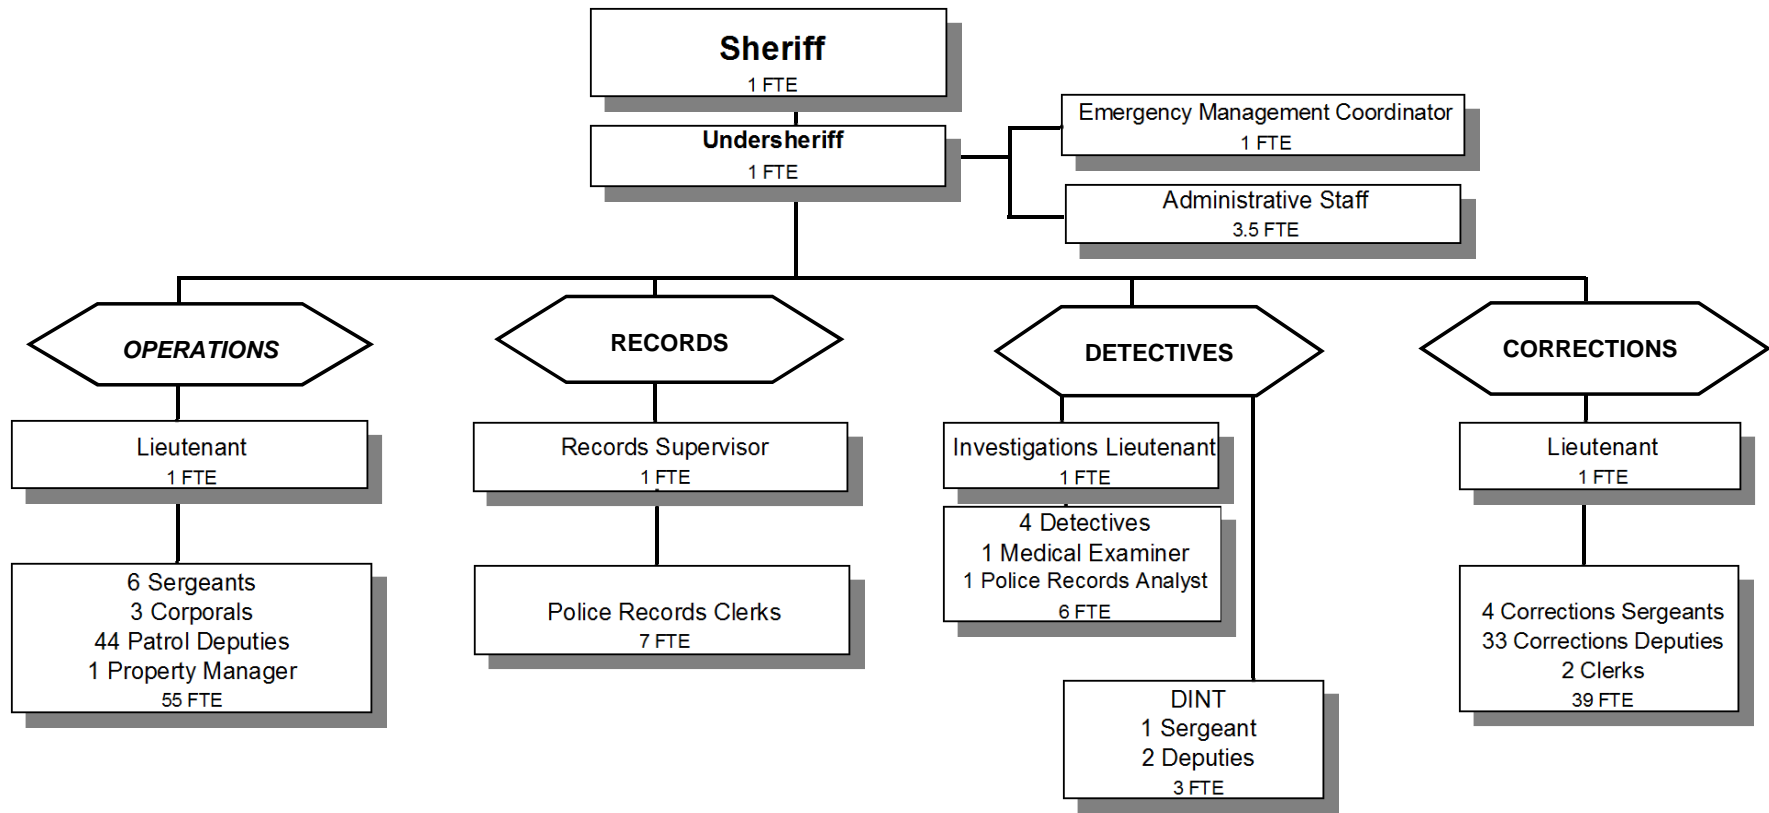 Sheriff
1 FTE
Undersheriff
1 FTE
Emergency Management Coordinator
1 FTE
Administrative Staff
3.5 FTE
OPERATIONS
Lieutenant
1 FTE
6 Sergeants
3 Corporals
44 Patrol Deputies
1 Property Manager
55 FTE
RECORDS
Records Supervisor
1 FTE
Police Records Clerks
7 FTE
DETECTIVES
Investigations Lieutenant
1 FTE
4 Detectives
1 Medical Examiner
1 Police Records Analyst
6 FTE
DINT
1 Sergeant
2 Deputies
3 FTE
CORRECTIONS
Lieutenant
1 FTE
4 Corrections Sergeants
33 Corrections Deputies
2 Clerks
39 FTE